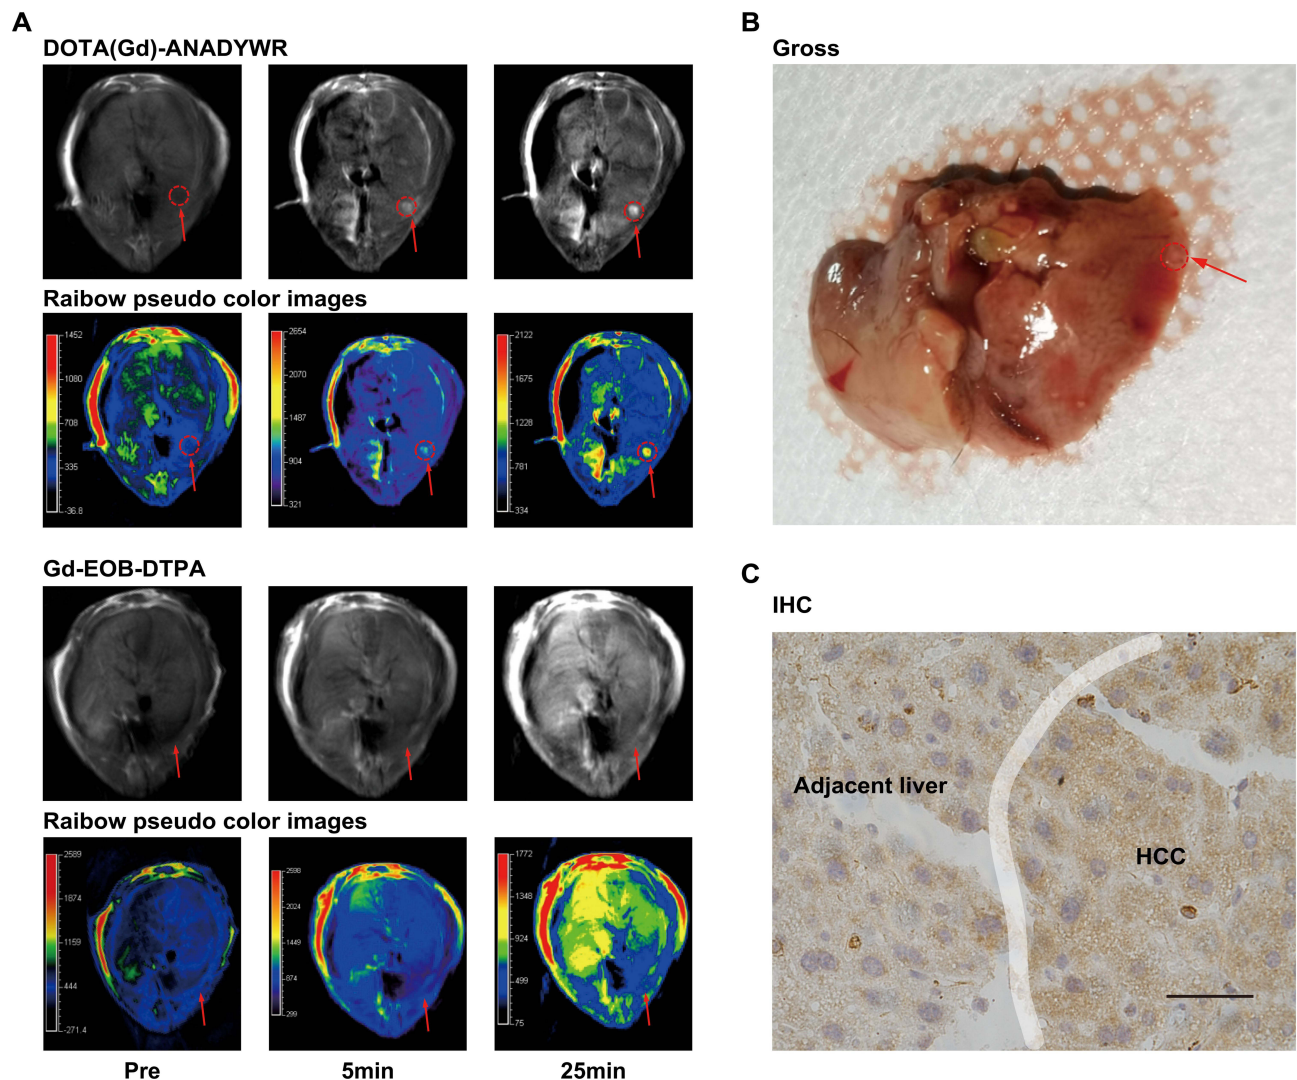 A
DOTA(Gd)-ANADYWR
Raibow pseudo color images
1452
1080
708
335
-36.8
2654
2070
1487
904
321
2122
1675
1228
781
334
Gd-EOB-DTPA
Raibow pseudo color images
2589
1874
1159
444
-271.4
2598
2024
1449
874
299
1772
1348
924
499
75
Pre
5min
25min
B
Gross
C
IHC
Adjacent liver
HCC